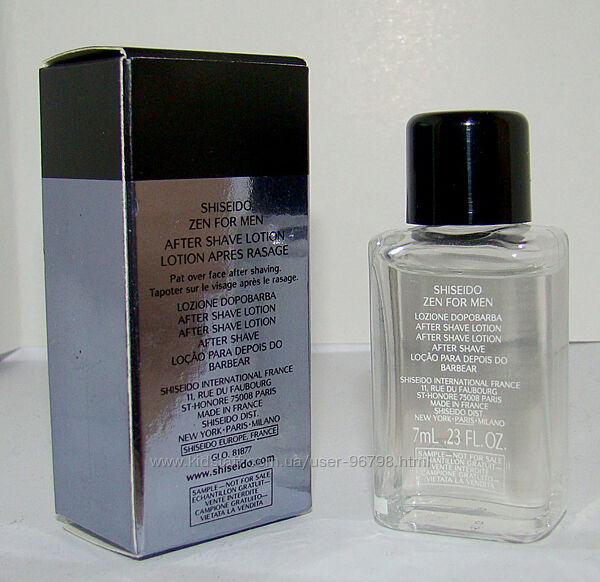 SHISEIDO
ZEN FOR MEN
AFTER SHAVE LOTION
LOTION APRES RASAGE
Pat over face after shaving.
Tapoter sur le visage après le rasage.
LOZIONE DOPOBARBA
AFTER SHAVE LOTION
AFTER SHAVE LOTION
AFTER SHAVE
LOÇÃO PARA DEPOIS DO
BARBEAR
SHISEIDO INTERNATIONAL FRANCE
11, RUE DU FAUBOURG
ST-HONORE 75008 PARIS
MADE IN FRANCE
SHISEIDO DIST.
NEW YORK·PARIS·MILANO
SHISEIDO EUROPE, FRANCE
GI.O. 81877
www.shiseido.com
SAMPLE—NOT FOR SALE
ECHANTILLON GRATUIT—
VENTE INTERDITE
CAMPIONE GRATUITO—
VIETATA LA VENDITA
SHISEIDO
ZEN FOR MEN
LOZIONE DOPOBARBA
AFTER SHAVE LOTION
AFTER SHAVE LOTION
AFTER SHAVE
LOÇÃO PARA DEPOIS DO
BARBEAR
SHISEIDO INTERNATIONAL FRANCE
11, RUE DU FAUBOURG
ST-HONORE 75008 PARIS
MADE IN FRANCE
SHISEIDO DIST.
NEW YORK·PARIS·MILANO
7mL .23 FL.OZ.
SAMPLE—NOT FOR SALE
ECHANTILLON GRATUIT—
VENTE INTERDITE
CAMPIONE GRATUITO—
VIETATA LA VENDITA